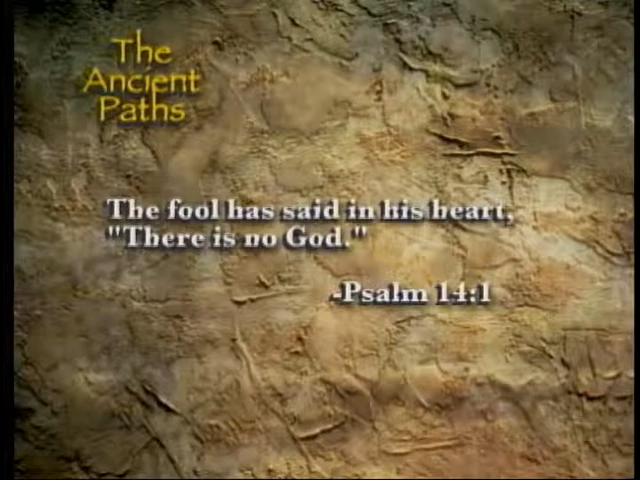 The
Ancient
Paths
The fool has said in his heart,
"There is no God."
-Psalm 14:1